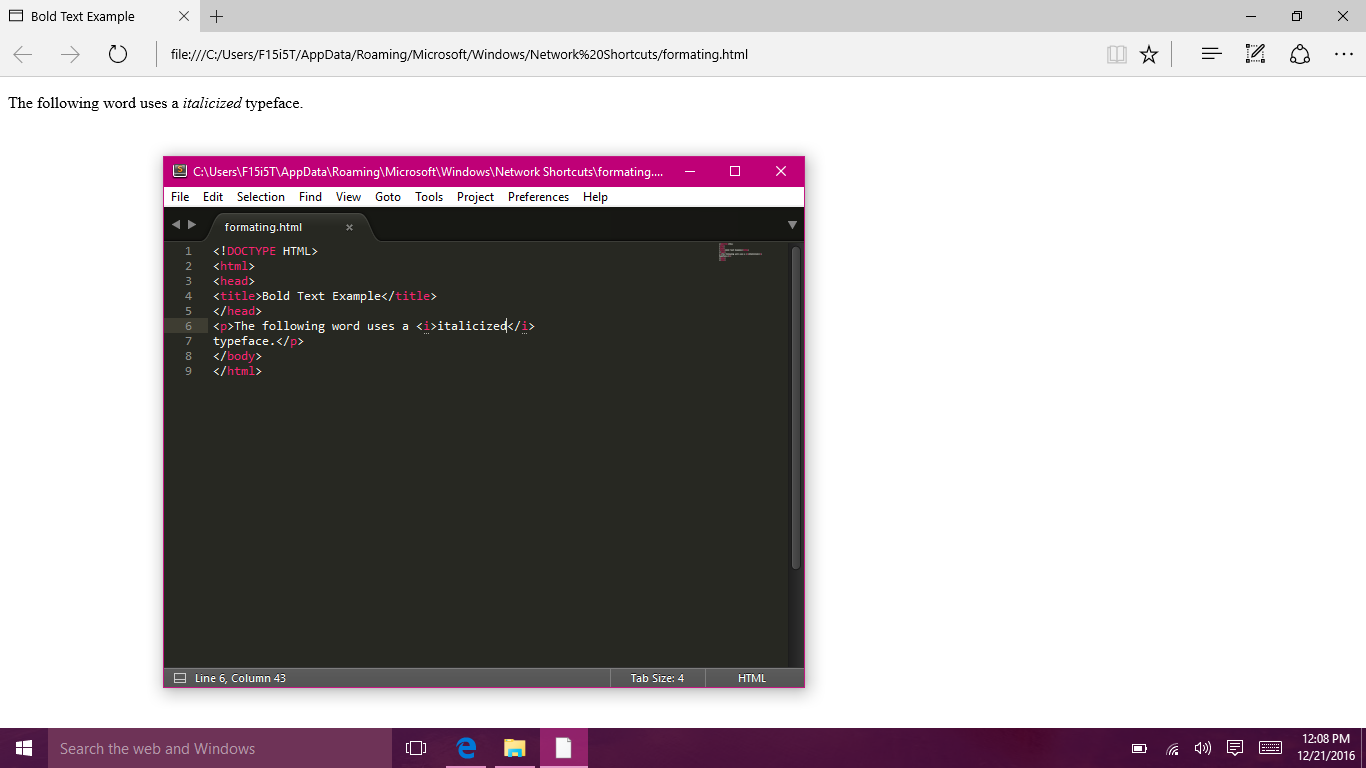 Bold Text Example
file:///C:/Users/F15i5T/AppData/Roaming/Microsoft/Windows/Network%20Shortcuts/formating.html
The following word uses a italicized typeface.
C:\Users\F15i5T\AppData\Roaming\Microsoft\Windows\Network Shortcuts\formating....
File Edit Selection Find View Goto Tools Project Preferences Help
formating.html
1 <!DOCTYPE HTML>
2 <html>
3 <head>
4 <title>Bold Text Example</title>
5 </head>
6 <p>The following word uses a <i>italicized</i>
7 typeface.</p>
8 </body>
9 </html>
Line 6, Column 43 Tab Size: 4 HTML
Search the web and Windows
12:08 PM
12/21/2016